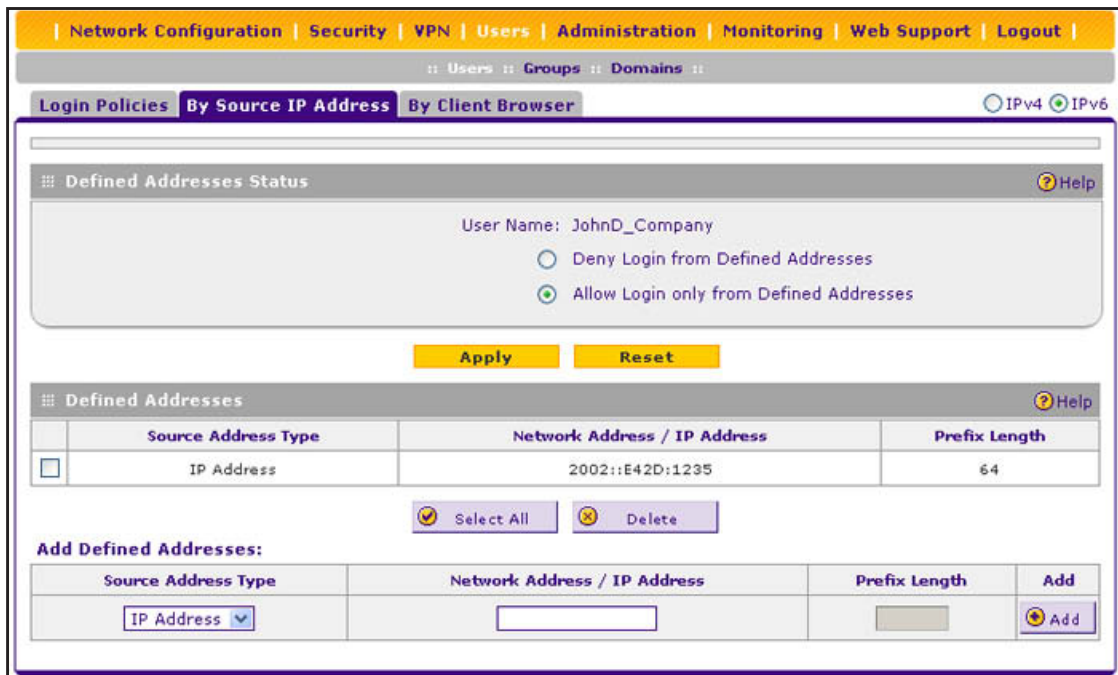 | Network Configuration | Security | VPN | Users | Administration | Monitoring | Web Support | Logout |
:: Users :: Groups :: Domains ::
Login Policies By Source IP Address By Client Browser IPv4 IPv6
Defined Addresses Status ? Help
User Name: JohnD_Company
Deny Login from Defined Addresses
Allow Login only from Defined Addresses
Apply Reset
Defined Addresses ? Help
Source Address Type Network Address / IP Address Prefix Length
IP Address 2002::E42D:1235 64
Select All Delete
Add Defined Addresses:
Source Address Type Network Address / IP Address Prefix Length Add
IP Address Add